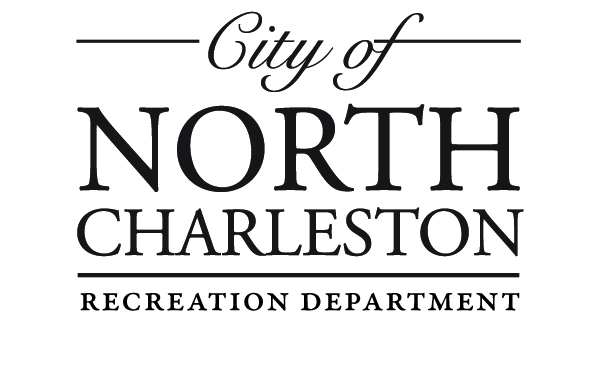 City of
NORTH
CHARLESTON
RECREATION DEPARTMENT